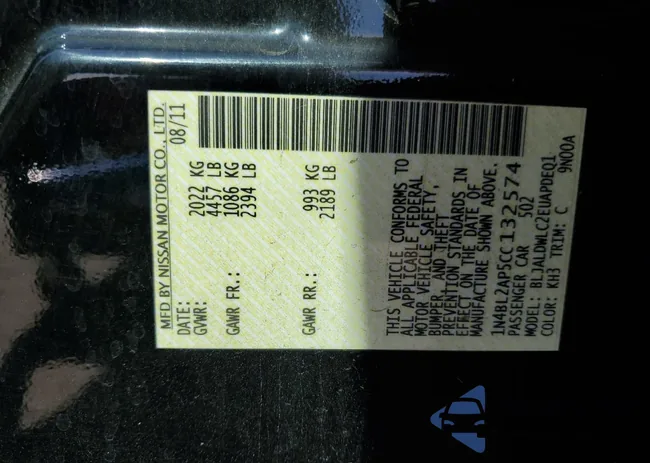 MFD BY NISSAN MOTOR CO., LTD.
DATE: 08/11
GVWR: 2022 KG
4457 LB
GAWR FR.: 1086 KG
2394 LB
GAWR RR.: 993 KG
2189 LB
THIS VEHICLE CONFORMS TO
ALL APPLICABLE FEDERAL
MOTOR VEHICLE SAFETY,
BUMPER, AND THEFT
PREVENTION STANDARDS IN
EFFECT ON THE DATE OF
MANUFACTURE SHOWN ABOVE.
1N4BL2AP5CC132574
PASSENGER CAR 502
MODEL: BLJALDWLC2EUAPDEQ1
COLOR: KH3 TRIM: C 9N00A